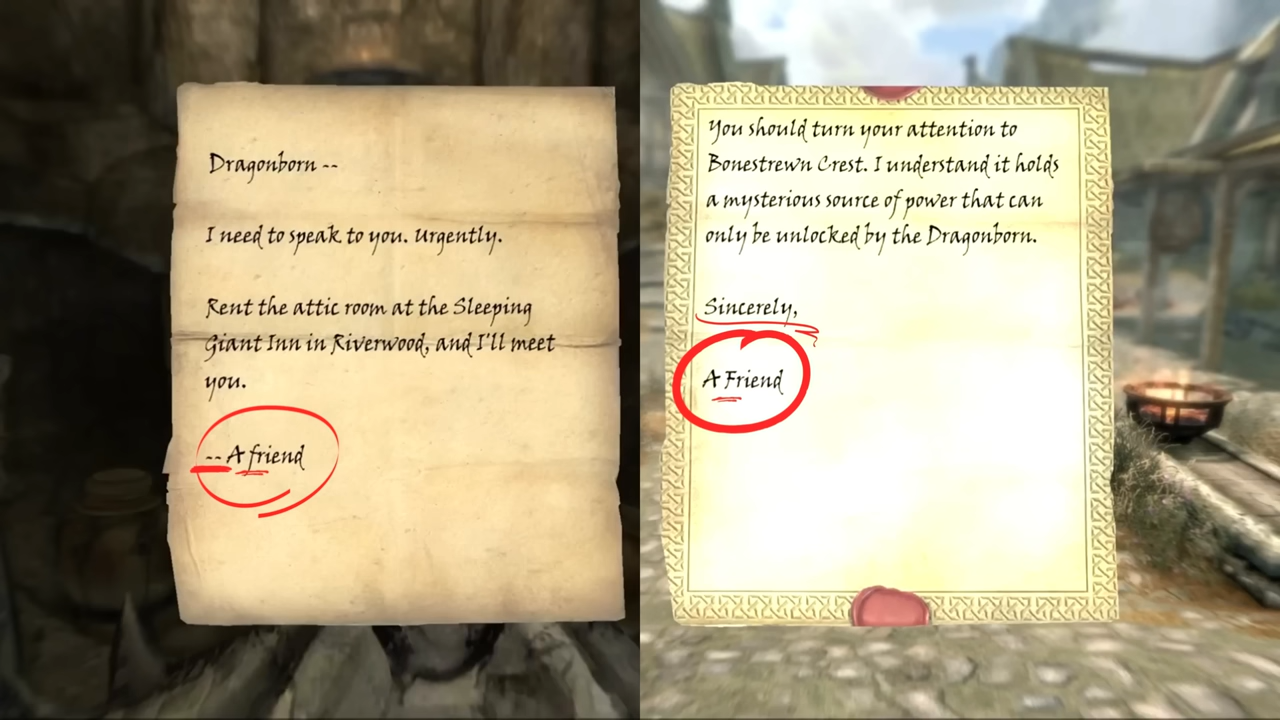 Dragonborn --
I need to speak to you. Urgently.
Rent the attic room at the Sleeping
Giant Inn in Riverwood, and I'll meet
you.
-- A friend
You should turn your attention to
Bonestrewn Crest. I understand it holds
a mysterious source of power that can
only be unlocked by the Dragonborn.
Sincerely,
A Friend